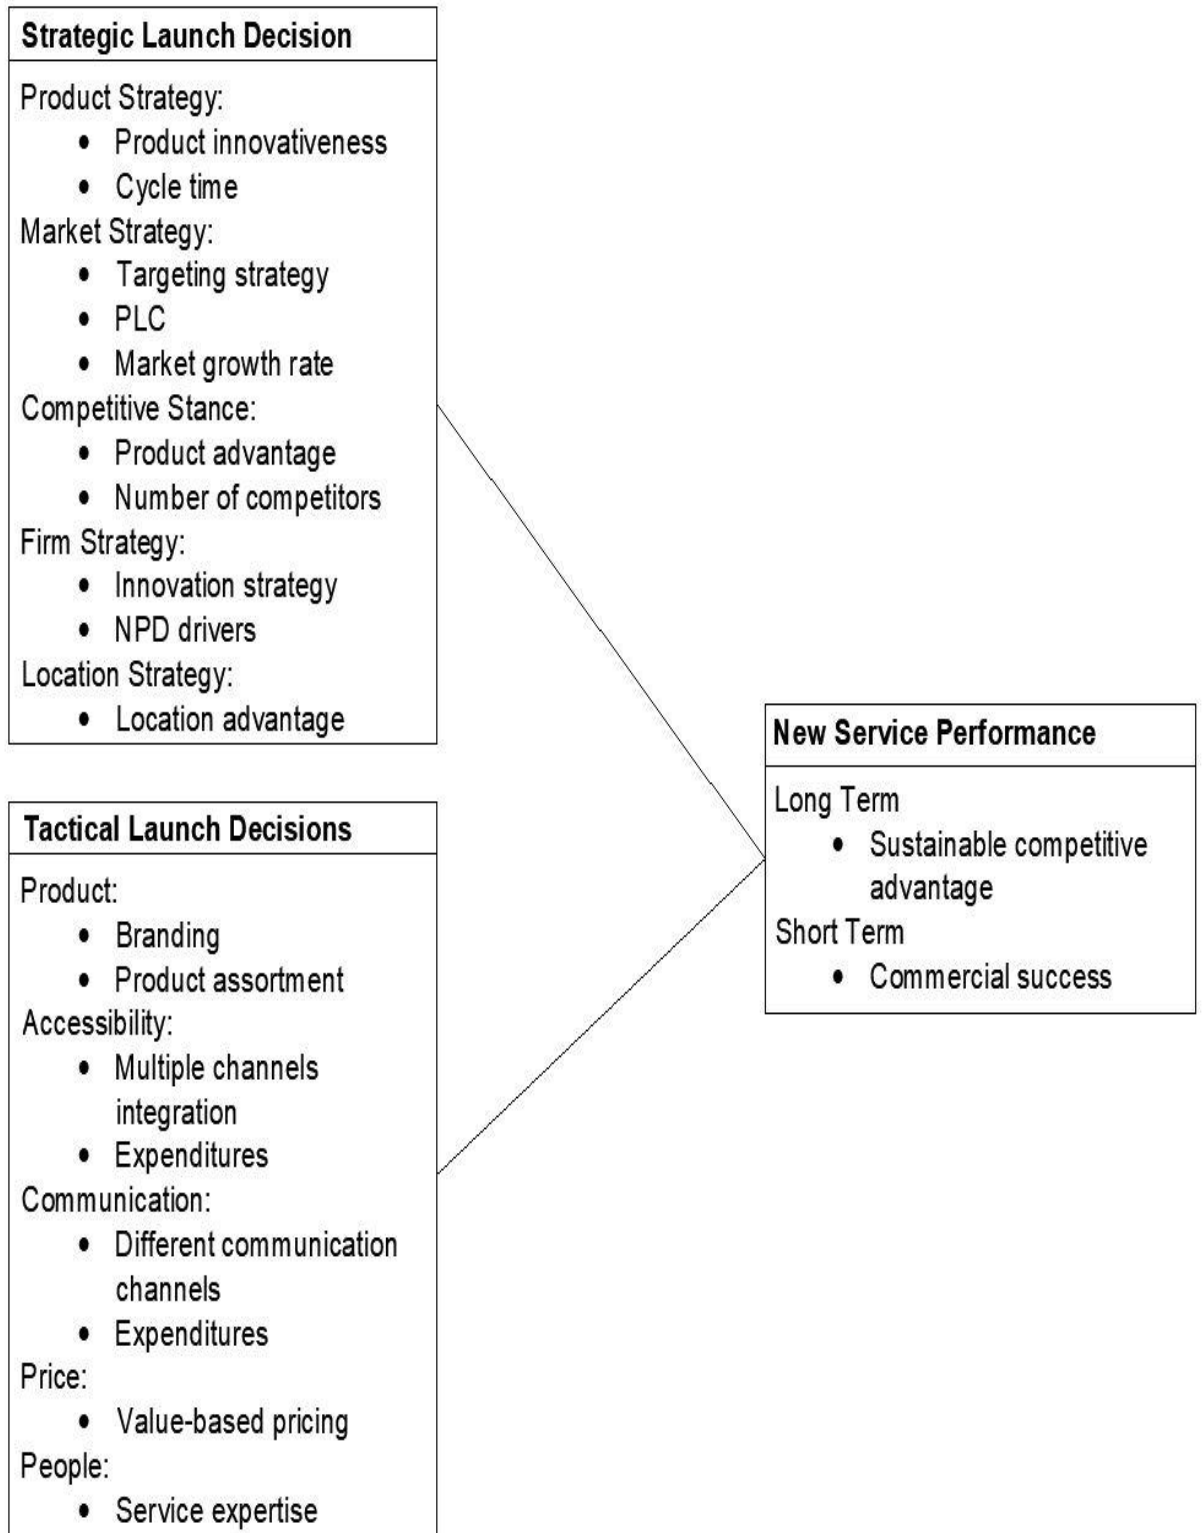 Strategic Launch Decision
Product Strategy:
• Product innovativeness
• Cycle time
Market Strategy:
• Targeting strategy
• PLC
• Market growth rate
Competitive Stance:
• Product advantage
• Number of competitors
Firm Strategy:
• Innovation strategy
• NPD drivers
Location Strategy:
• Location advantage
Tactical Launch Decisions
Product:
• Branding
• Product assortment
Accessibility:
• Multiple channels
integration
• Expenditures
Communication:
• Different communication
channels
• Expenditures
Price:
• Value-based pricing
People:
• Service expertise
New Service Performance
Long Term
• Sustainable competitive
advantage
Short Term
• Commercial success